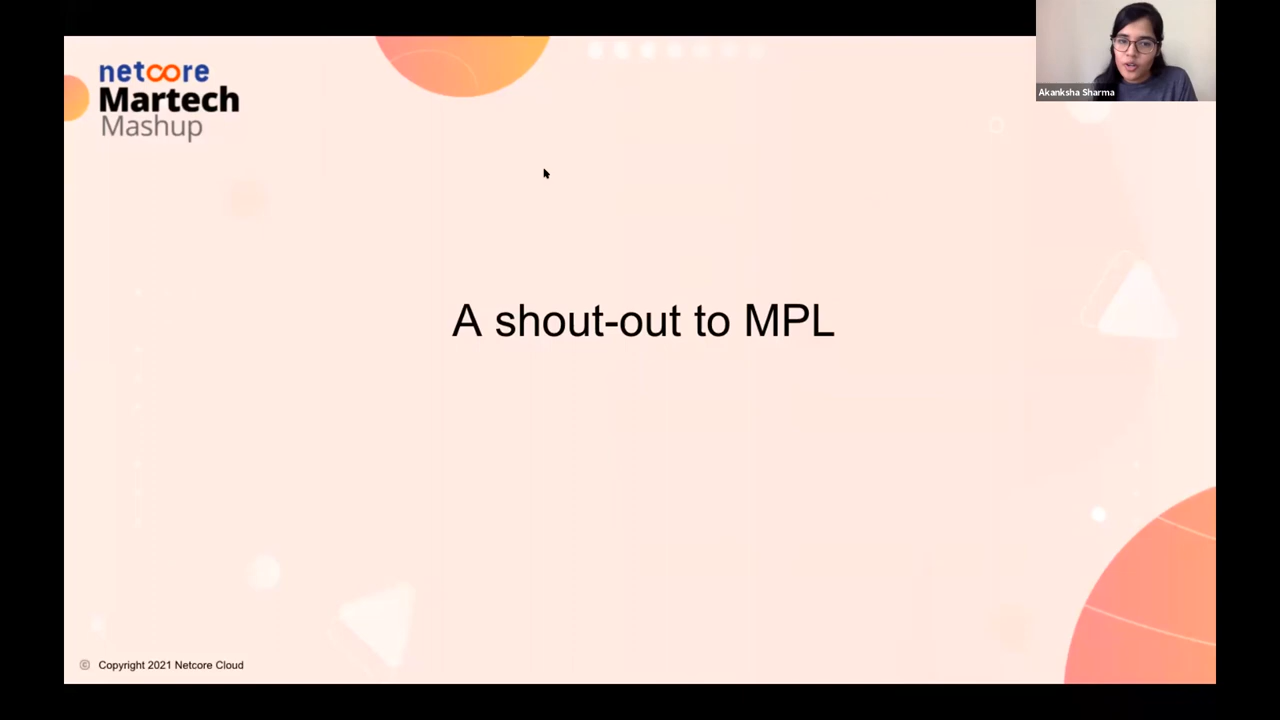 netcore
Martech
Mashup
Akanksha Sharma
A shout-out to MPL
© Copyright 2021 Netcore Cloud